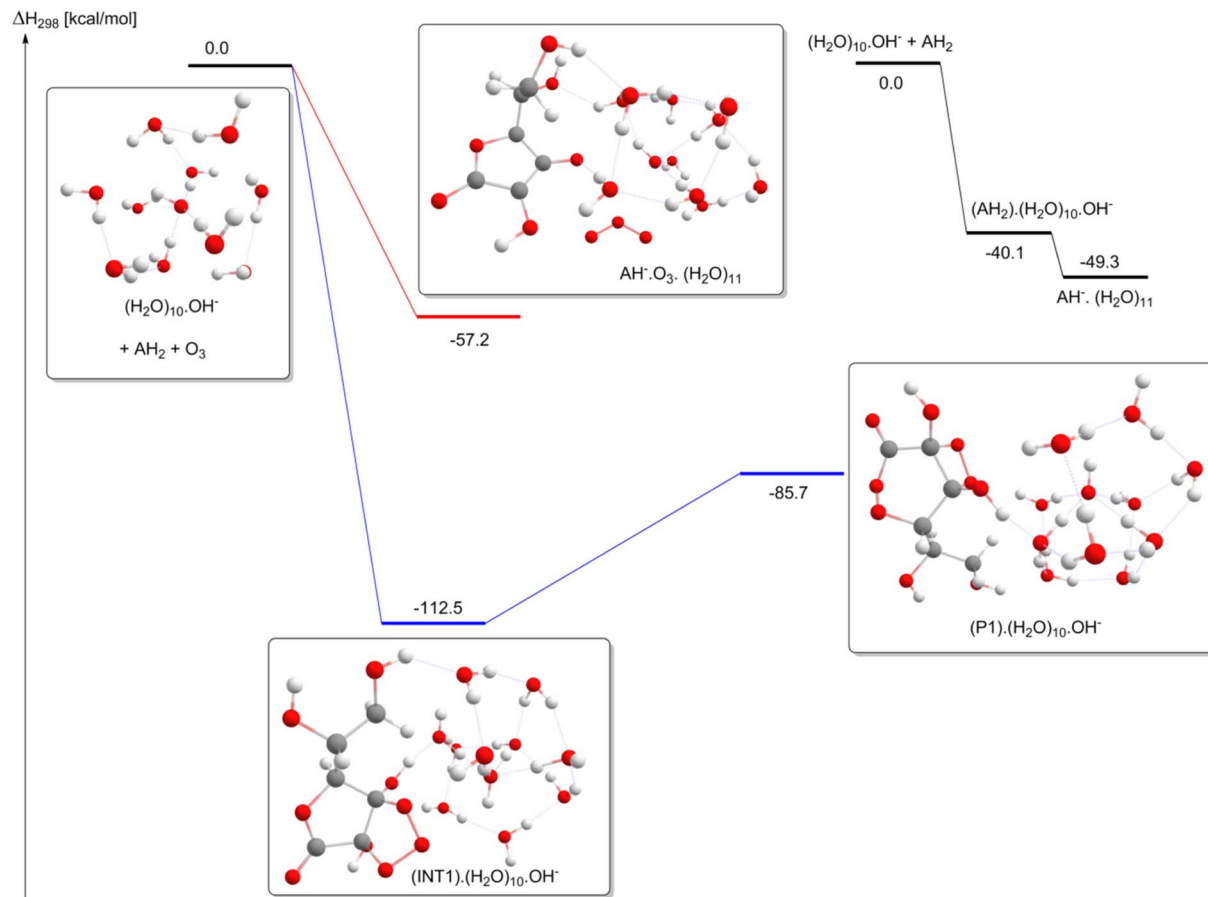 ΔH₂₉₈ [kcal/mol]
0.0
(H₂O)₁₀.OH⁻
+ AH₂ + O₃
AH⁻.O₃. (H₂O)₁₁
-57.2
(H₂O)₁₀.OH⁻ + AH₂
0.0
(AH₂).(H₂O)₁₀.OH⁻
-40.1
-49.3
AH⁻. (H₂O)₁₁
-112.5
-85.7
(P1).(H₂O)₁₀.OH⁻
(INT1).(H₂O)₁₀.OH⁻